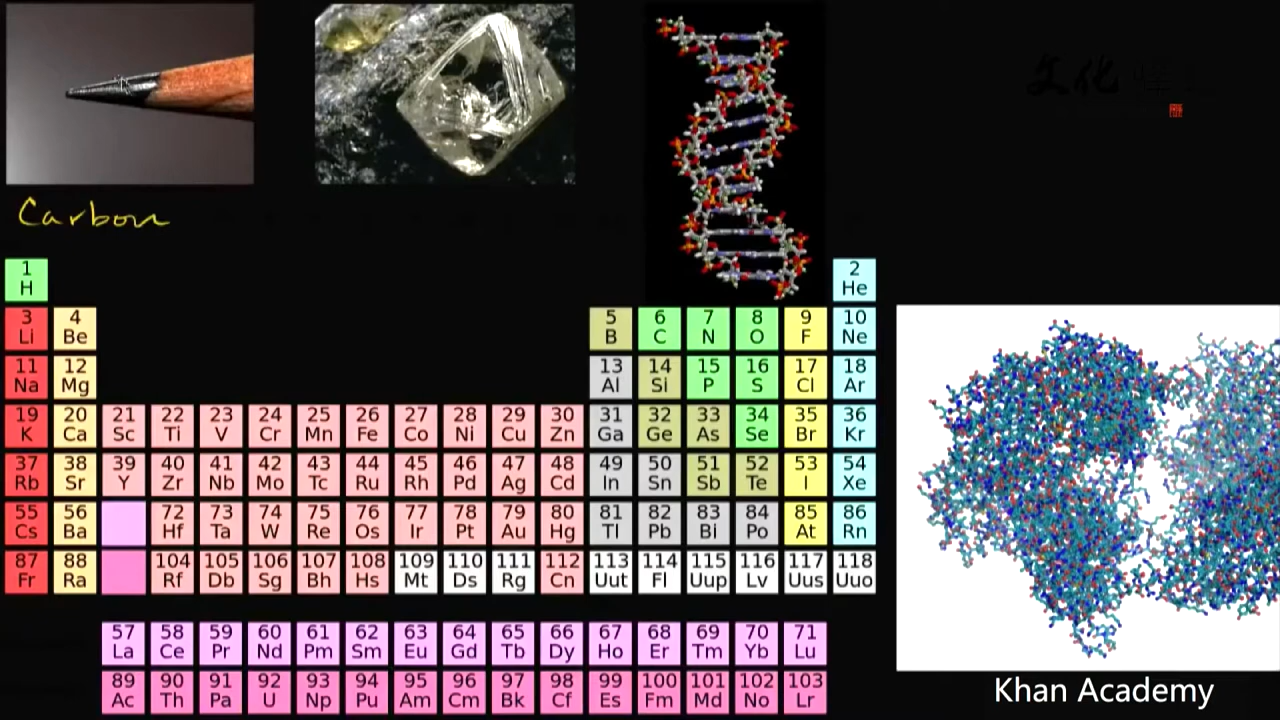 文化
Carbon
1 2
H He
3 4 5 6 7 8 9 10
Li Be B C N O F Ne
11 12 13 14 15 16 17 18
Na Mg Al Si P S Cl Ar
19 20 21 22 23 24 25 26 27 28 29 30 31 32 33 34 35 36
K Ca Sc Ti V Cr Mn Fe Co Ni Cu Zn Ga Ge As Se Br Kr
37 38 39 40 41 42 43 44 45 46 47 48 49 50 51 52 53 54
Rb Sr Y Zr Nb Mo Tc Ru Rh Pd Ag Cd In Sn Sb Te I Xe
55 56 72 73 74 75 76 77 78 79 80 81 82 83 84 85 86
Cs Ba Hf Ta W Re Os Ir Pt Au Hg Tl Pb Bi Po At Rn
87 88 104 105 106 107 108 109 110 111 112 113 114 115 116 117 118
Fr Ra Rf Db Sg Bh Hs Mt Ds Rg Cn Uut Fl Uup Lv Uus Uuo
57 58 59 60 61 62 63 64 65 66 67 68 69 70 71
La Ce Pr Nd Pm Sm Eu Gd Tb Dy Ho Er Tm Yb Lu
89 90 91 92 93 94 95 96 97 98 99 100 101 102 103
Ac Th Pa U Np Pu Am Cm Bk Cf Es Fm Md No Lr
Khan Academy